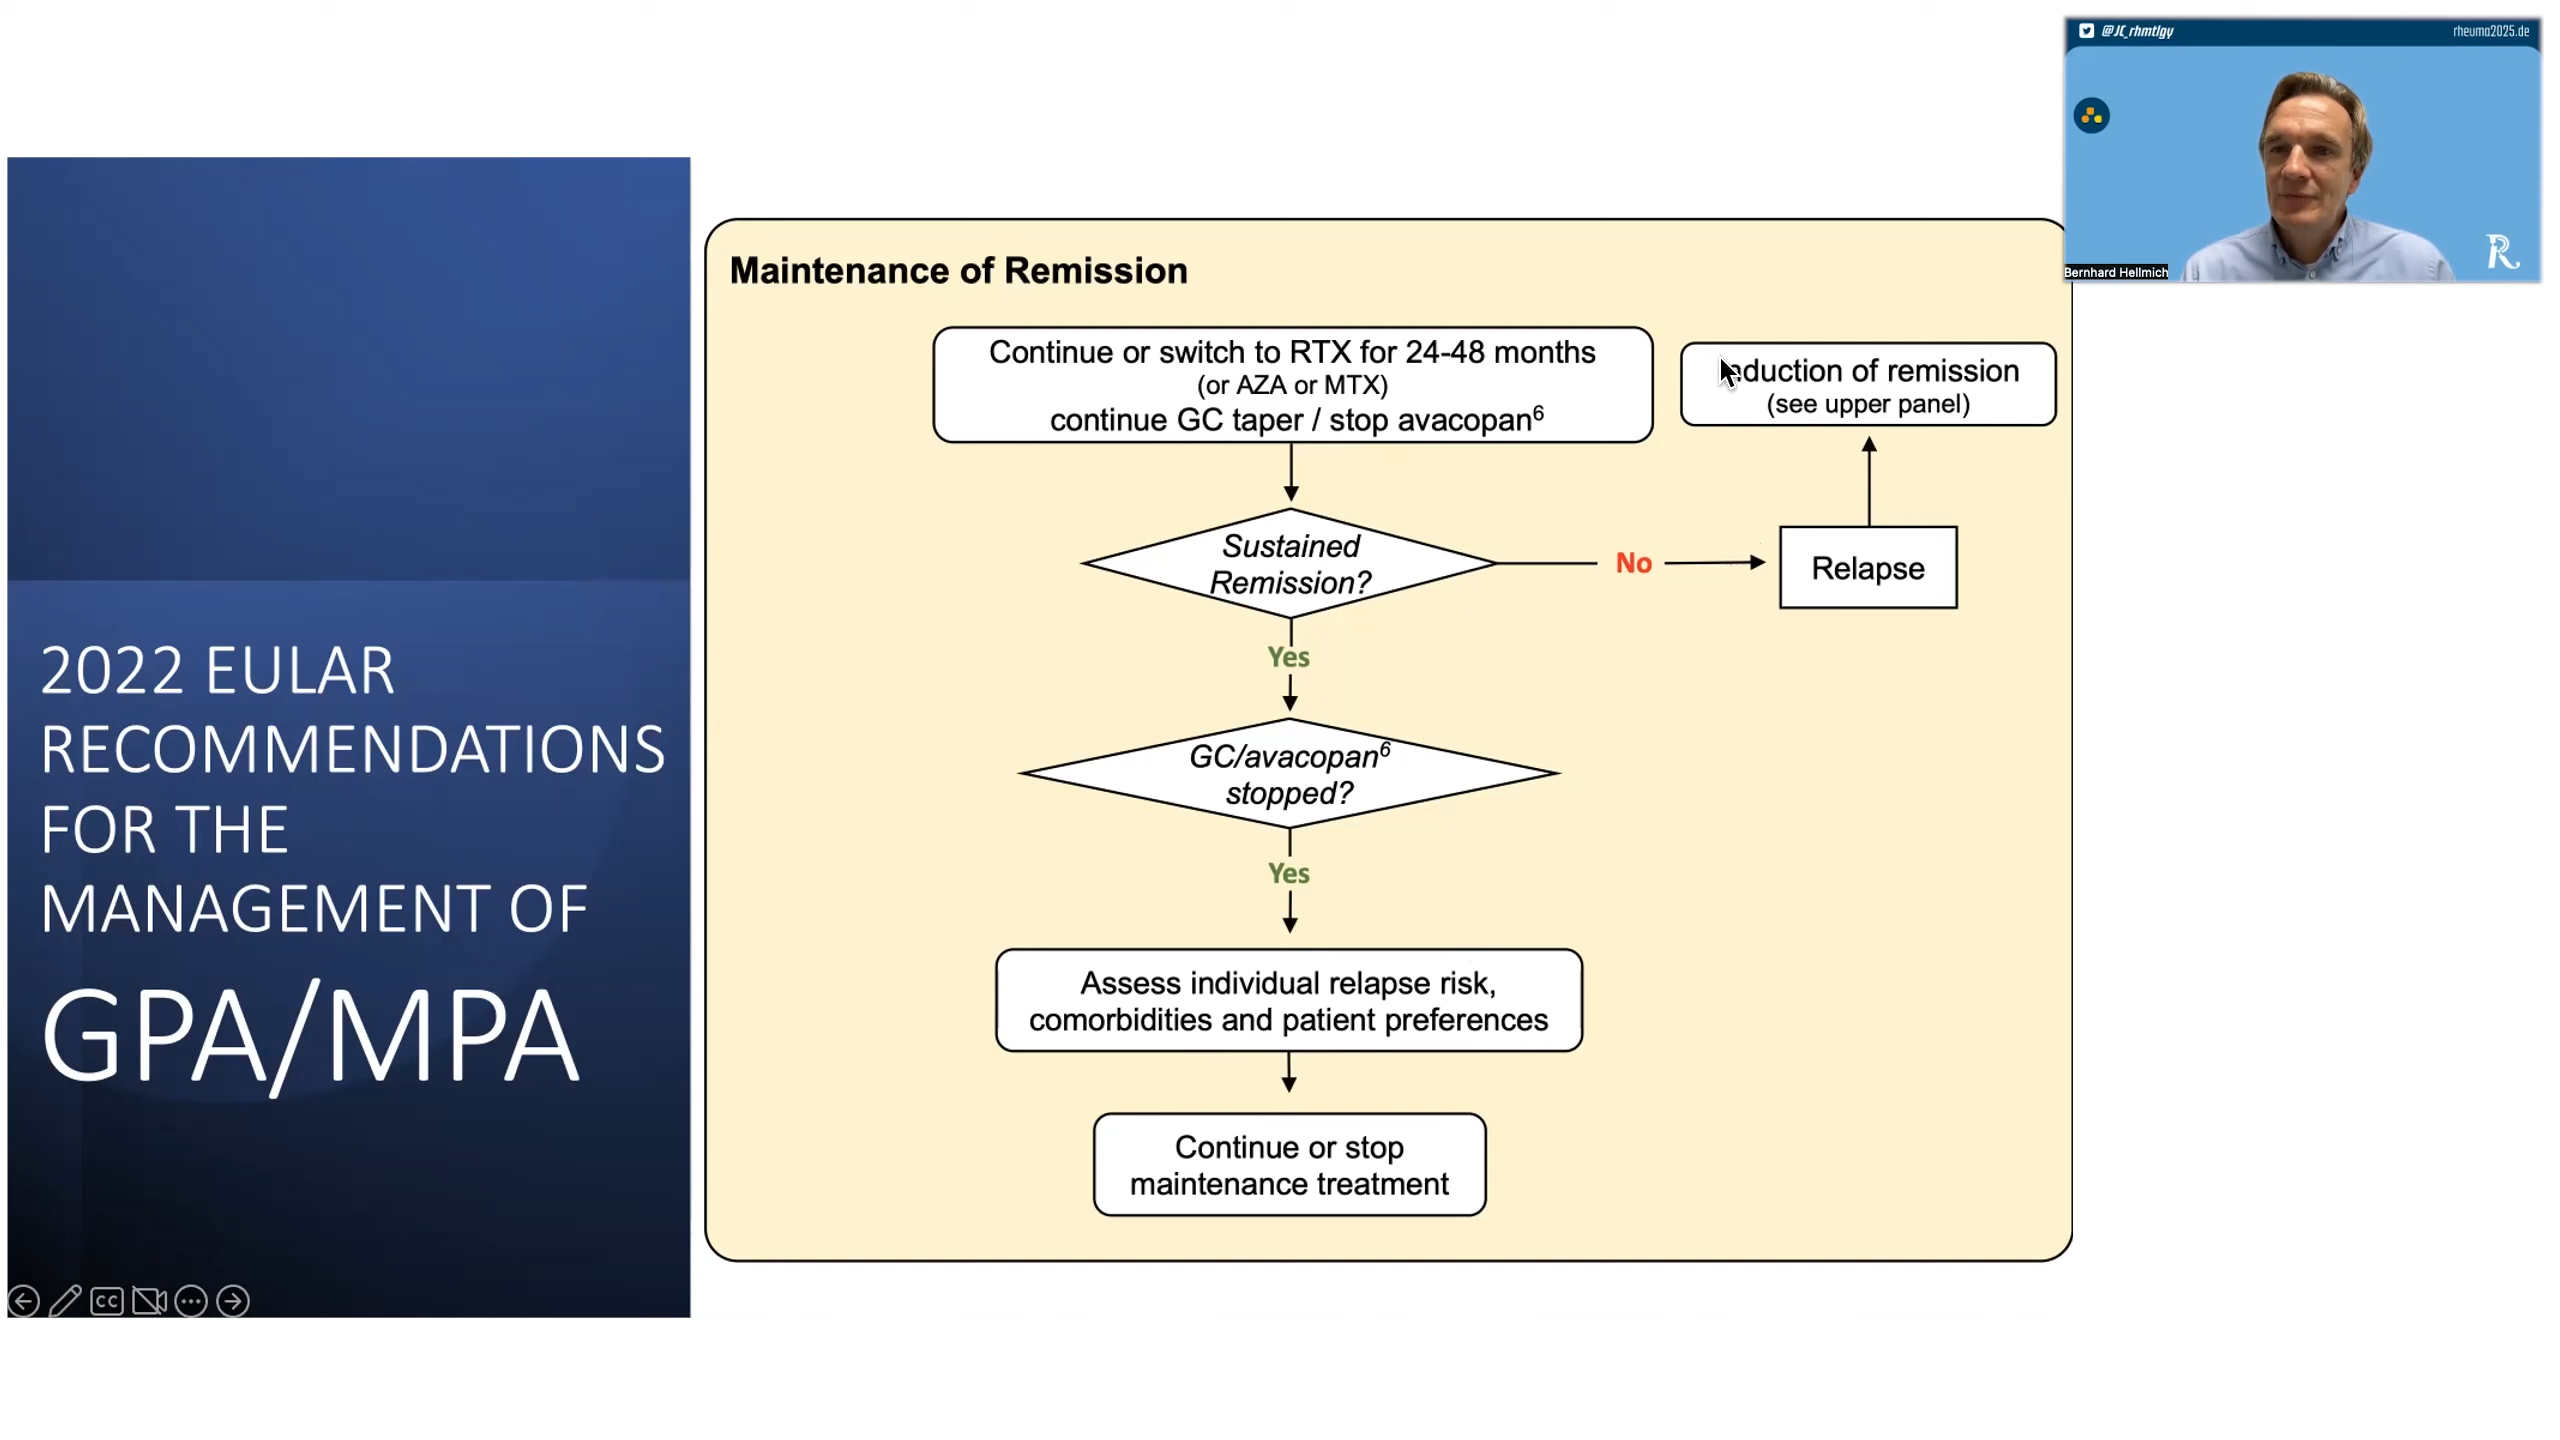 @JC_rhmtlgy
rheuma2025.de
Bernhard Hellmich
2022 EULAR
RECOMMENDATIONS
FOR THE
MANAGEMENT OF
GPA/MPA
CC
Maintenance of Remission
Continue or switch to RTX for 24-48 months
(or AZA or MTX)
continue GC taper / stop avacopan⁶
duction of remission
(see upper panel)
Sustained
Remission?
No
Relapse
Yes
GC/avacopan⁶
stopped?
Yes
Assess individual relapse risk,
comorbidities and patient preferences
Continue or stop
maintenance treatment